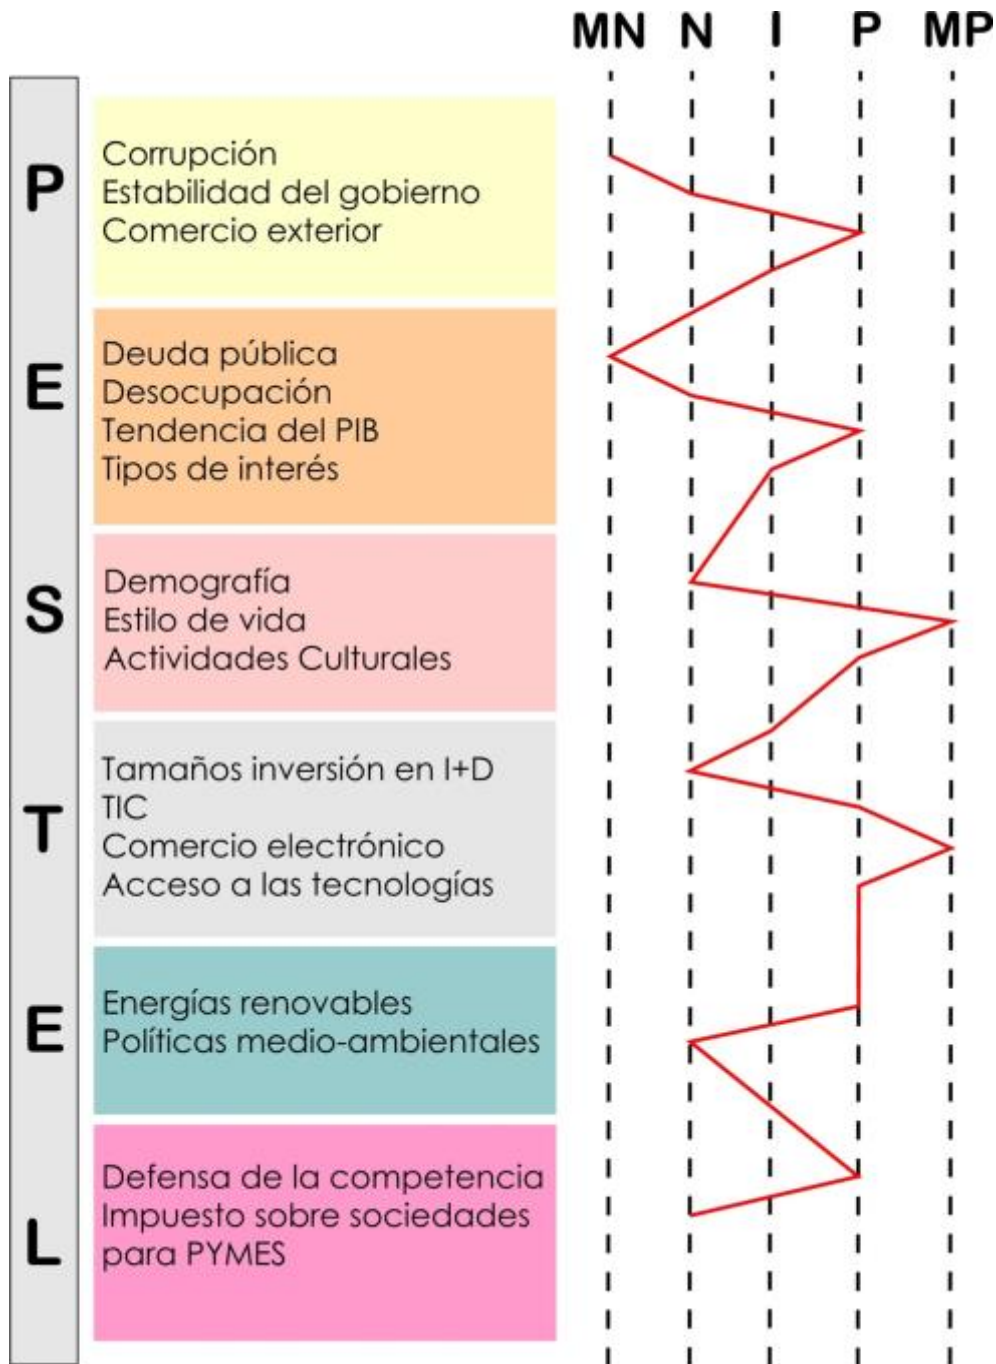 MN N I P MP
P
Corrupción
Estabilidad del gobierno
Comercio exterior
E
Deuda pública
Desocupación
Tendencia del PIB
Tipos de interés
S
Demografía
Estilo de vida
Actividades Culturales
T
Tamaños inversión en I+D
TIC
Comercio electrónico
Acceso a las tecnologías
E
Energías renovables
Políticas medio-ambientales
L
Defensa de la competencia
Impuesto sobre sociedades
para PYMES